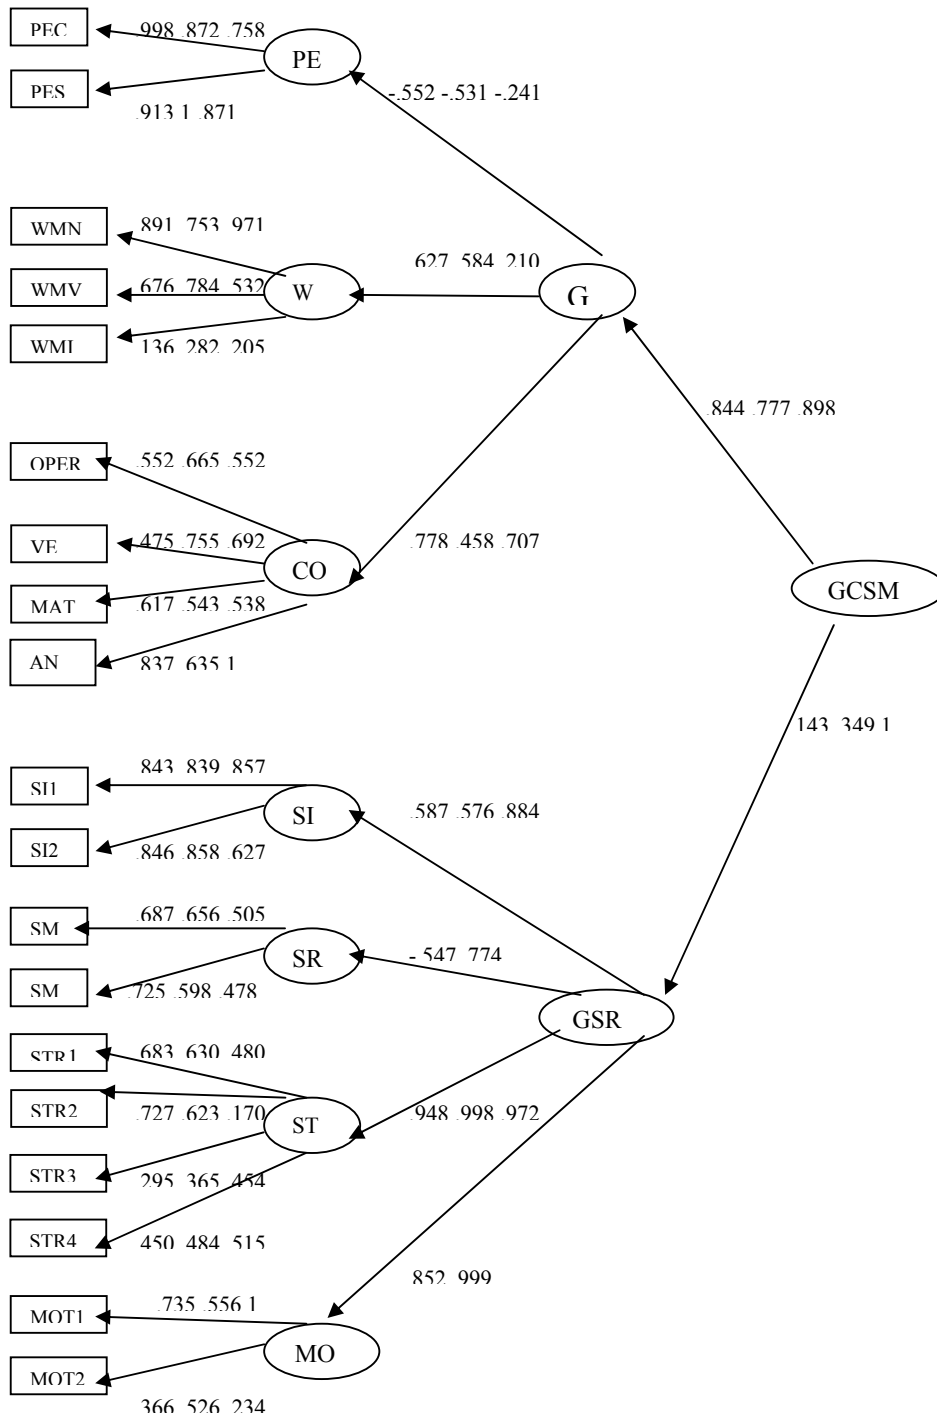 PEC
.998 .872 .758
PE
PES
-.552 -.531 -.241
.913 1 .871
WMN
.891 .753 .971
.627 .584 .210
WMV
.676 .784 .532
W
G
WMI
.136 .282 .205
.844 .777 .898
OPER
.552 .665 .552
VE
.475 .755 .692
.778 .458 .707
CO
GCSM
MAT
.617 .543 .538
AN
.837 .635 1
.143 .349 1
.843 .839 .857
SI1
SI
.587 .576 .884
SI2
.846 .858 .627
.687 .656 .505
SM
SR
-.547 .774
SM
.725 .598 .478
GSR
STR1
.683 .630 .480
STR2
.727 .623 .170
ST
.948 .998 .972
STR3
.295 .365 .454
STR4
.450 .484 .515
.852 .999
MOT1
.735 .556 1
MO
MOT2
.366 .526 .234